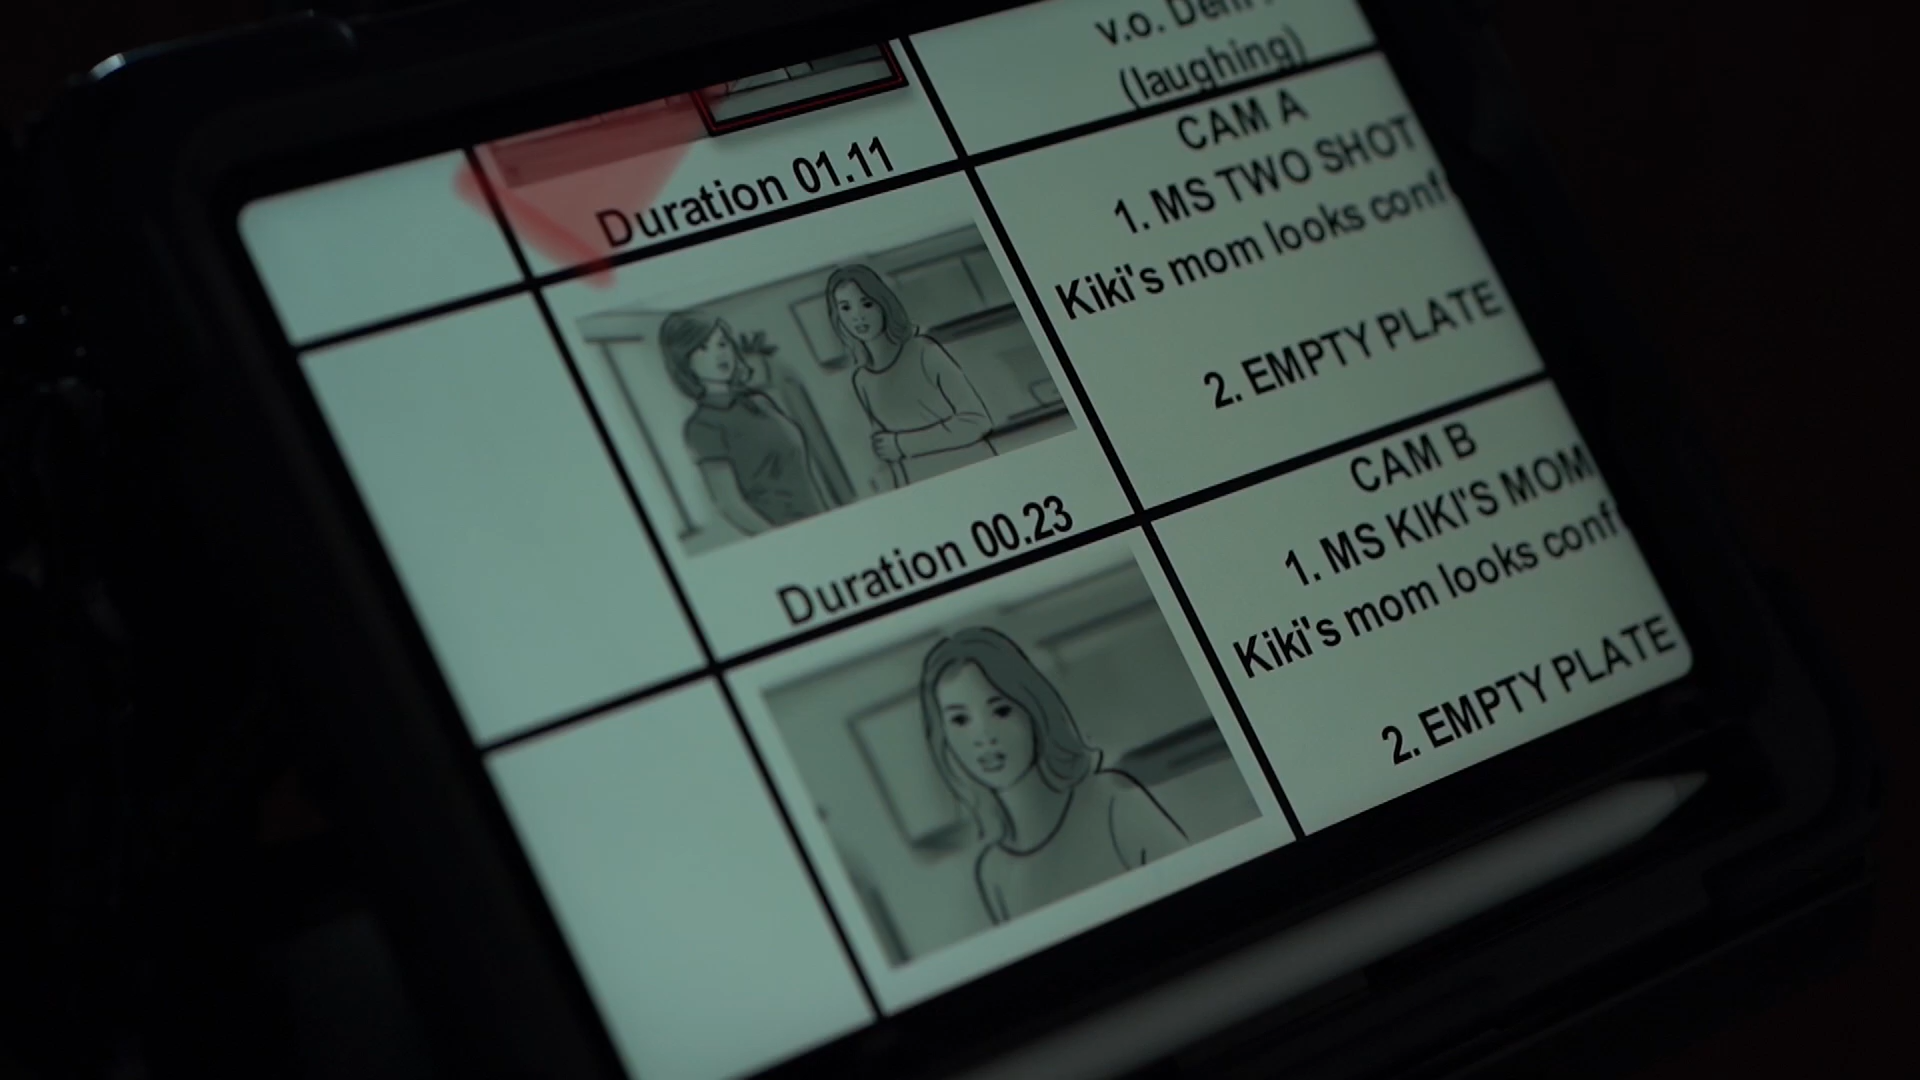 v.o.
(laughing)
Duration 01.11
CAM A
1. MS TWO SHOT
Kiki's mom looks
2. EMPTY PLATE
Duration 00.23
CAM B
1. MS KIKI'S MOM
Kiki's mom looks
2. EMPTY PLATE